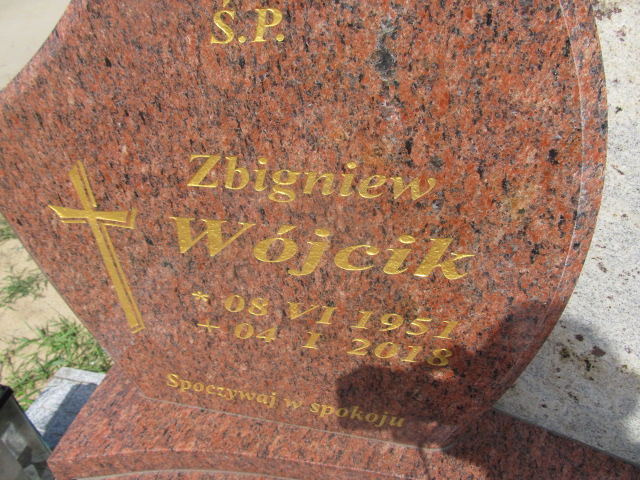 Ś.P.
Zbigniew
Wójcik
* 08 VI 1951
+ 04 I 2018
Spoczywaj w spokoju